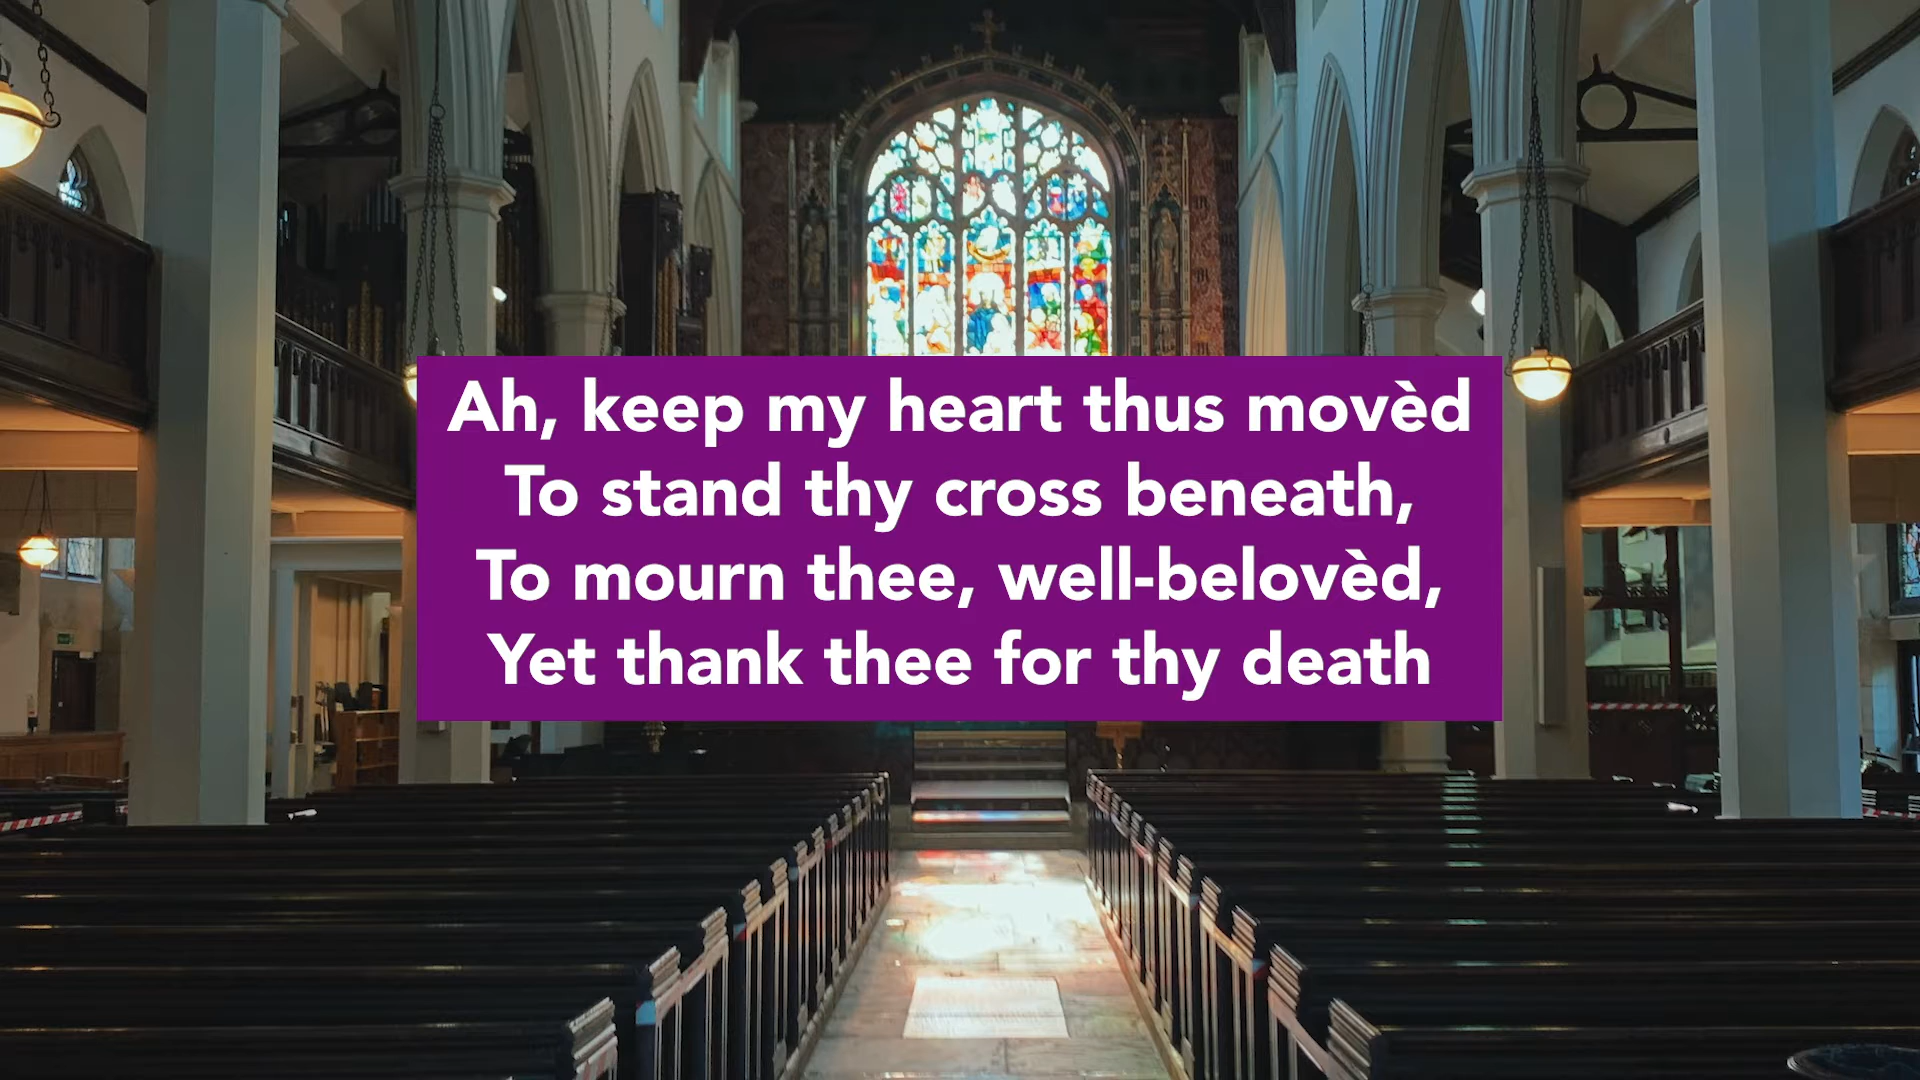 Ah, keep my heart thus movèd
To stand thy cross beneath,
To mourn thee, well-belovèd,
Yet thank thee for thy death